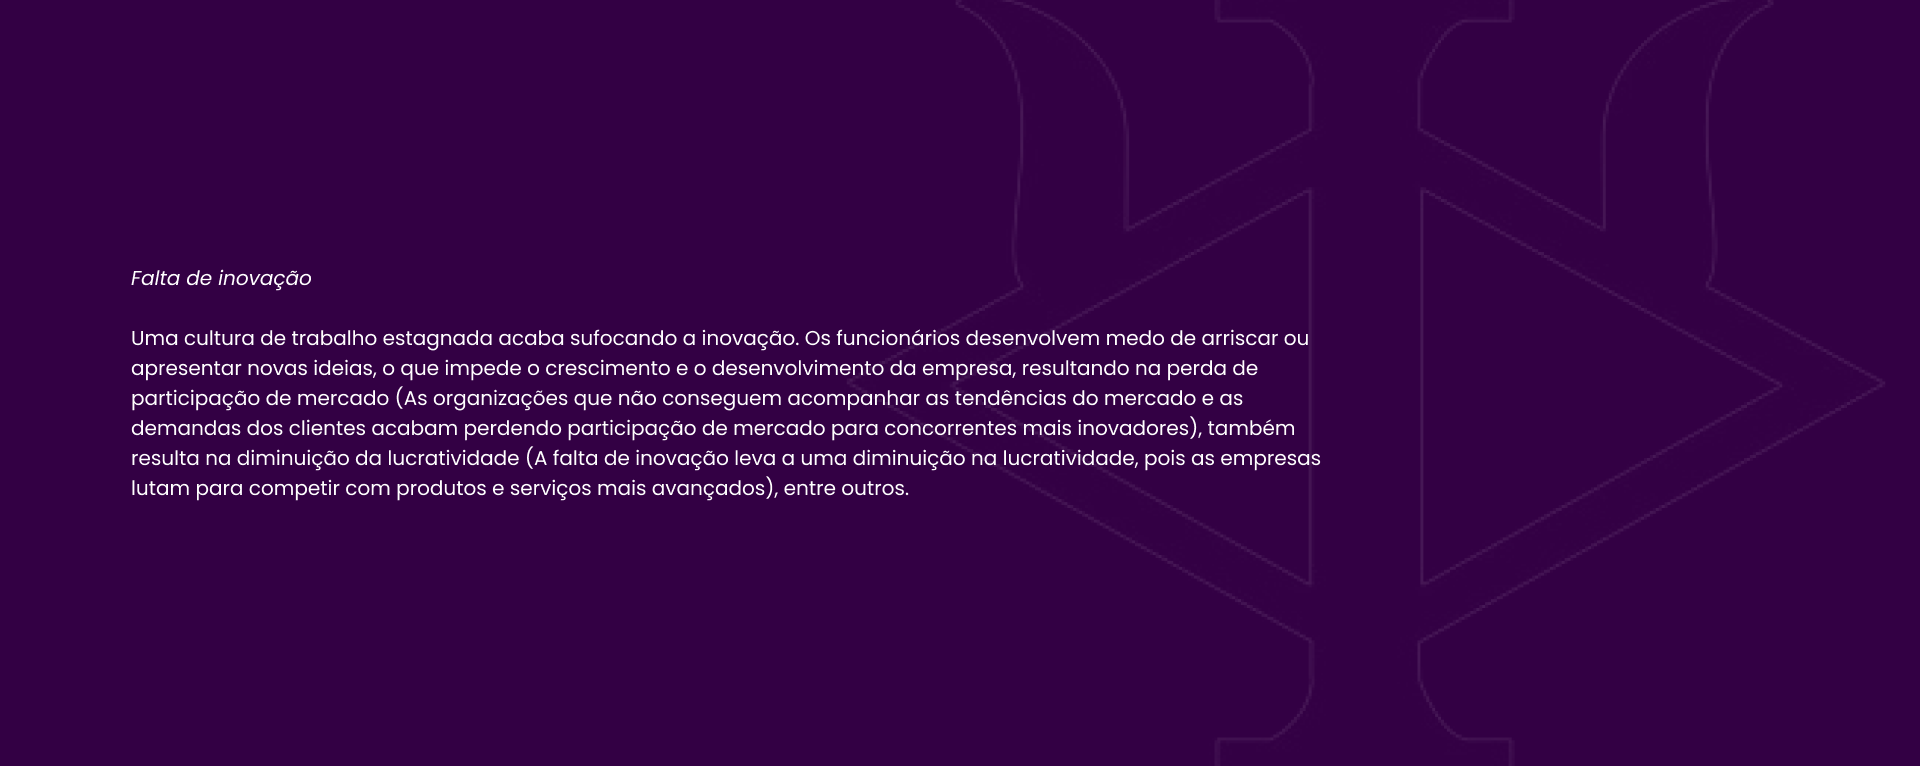 Falta de inovação
Uma cultura de trabalho estagnada acaba sufocando a inovação. Os funcionários desenvolvem medo de arriscar ou
apresentar novas ideias, o que impede o crescimento e o desenvolvimento da empresa, resultando na perda de
participação de mercado (As organizações que não conseguem acompanhar as tendências do mercado e as
demandas dos clientes acabam perdendo participação de mercado para concorrentes mais inovadores), também
resulta na diminuição da lucratividade (A falta de inovação leva a uma diminuição na lucratividade, pois as empresas
lutam para competir com produtos e serviços mais avançados), entre outros.